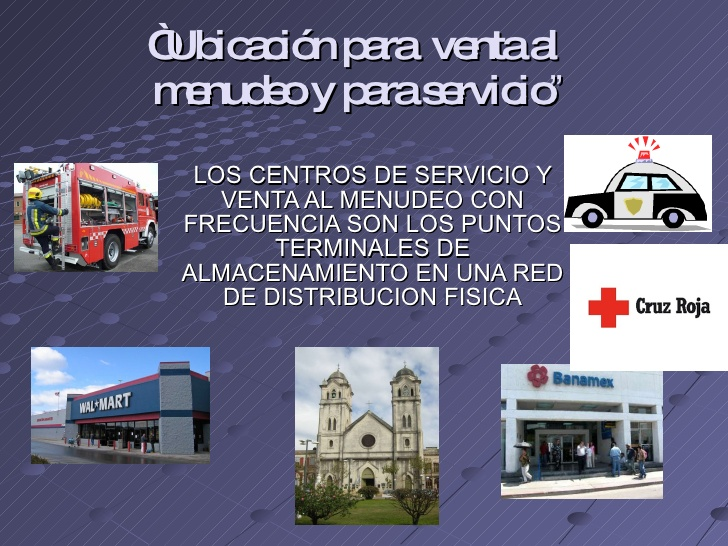 “Ubicación para venta al
menudeo y para servicio”
LOS CENTROS DE SERVICIO Y
VENTA AL MENUDEO CON
FRECUENCIA SON LOS PUNTOS
TERMINALES DE
ALMACENAMIENTO EN UNA RED
DE DISTRIBUCION FISICA
Cruz Roja
WAL★MART
Banamex